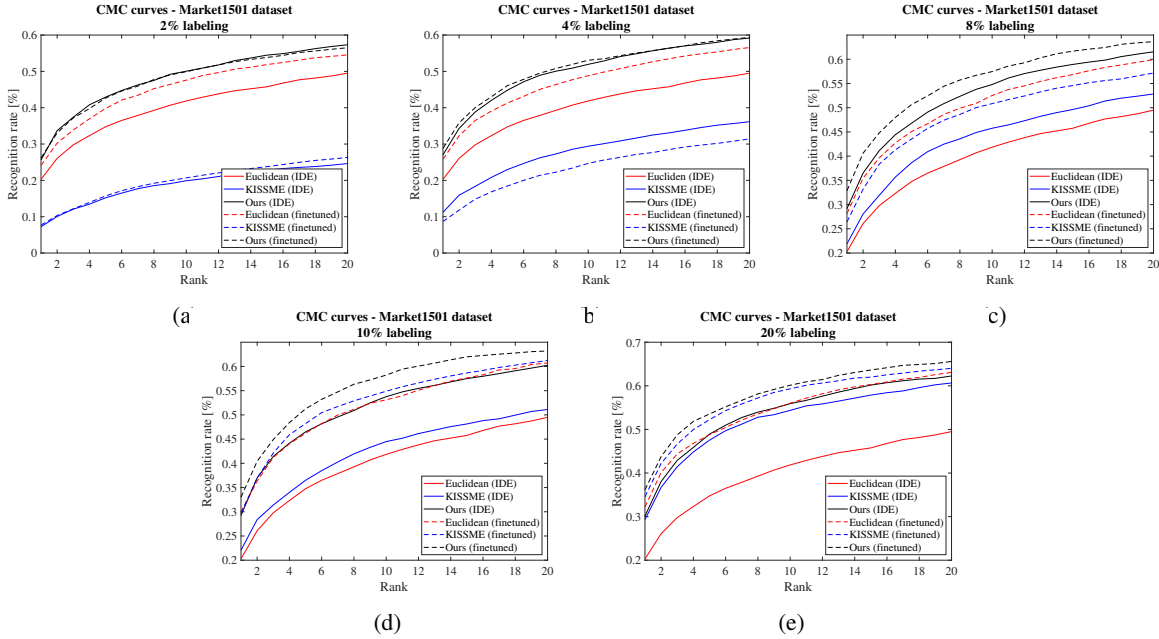 CMC curves - Market1501 dataset
2% labeling
0.6
0.5
0.4
0.3
0.2
0.1
0
Recognition rate [%]
2 4 6 8 10 12 14 16 18 20
Rank
Euclidean (IDE)
KISSME (IDE)
Ours (IDE)
Euclidean (finetuned)
KISSME (finetuned)
Ours (finetuned)
(a
CMC curves - Market1501 dataset
4% labeling
0.6
0.5
0.4
0.3
0.2
0.1
0
Recognition rate [%]
2 4 6 8 10 12 14 16 18 20
Rank
Euclideen (IDE)
KISSME (IDE)
Ours (IDE)
Euclidean (finetuned)
KISSME (finetuned)
Ours (finetuned)
b
CMC curves - Market1501 dataset
8% labeling
0.6
0.55
0.5
0.45
0.4
0.35
0.3
0.25
0.2
Recognition rate [%]
2 4 6 8 10 12 14 16 18 20
Rank
Euclidean (IDE)
KISSME (IDE)
Ours (IDE)
Euclidean (finetuned)
KISSME (finetuned)
Ours (finetuned)
c)
CMC curves - Market1501 dataset
10% labeling
0.6
0.55
0.5
0.45
0.4
0.35
0.3
0.25
0.2
Recognition rate [%]
2 4 6 8 10 12 14 16 18 20
Rank
Euclidean (IDE)
KISSME (IDE)
Ours (IDE)
Euclidean (finetuned)
KISSME (finetuned)
Ours (finetuned)
(d)
CMC curves - Market1501 dataset
20% labeling
0.7
0.6
0.5
0.4
0.3
0.2
Recognition rate [%]
2 4 6 8 10 12 14 16 18 20
Rank
Euclidean (IDE)
KISSME (IDE)
Ours (IDE)
Euclidean (finetuned)
KISSME (finetuned)
Ours (finetuned)
(e)